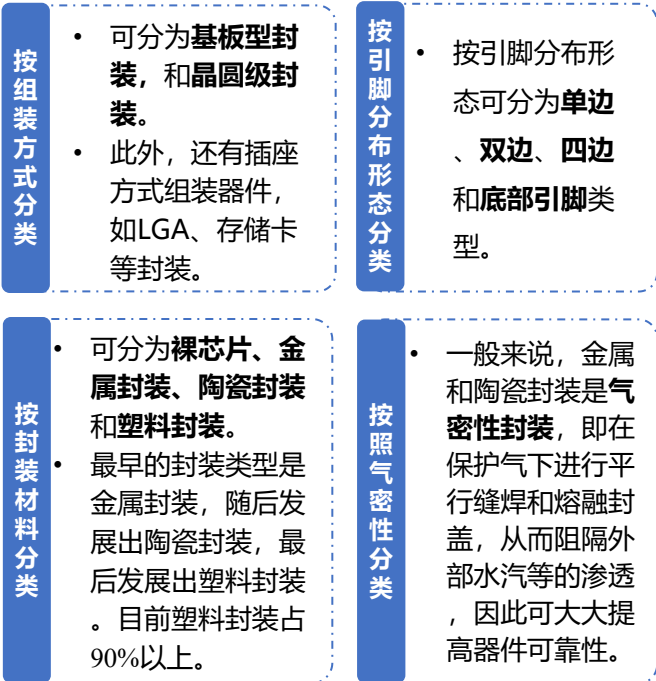 按组装方式分类
• 可分为基板型封
装，和晶圆级封
装。
• 此外，还有插座
方式组装器件，
如LGA、存储卡
等封装。
按引脚分布形态分类
• 按引脚分布形
态可分为单边
、双边、四边
和底部引脚类
型。
按封装材料分类
• 可分为裸芯片、金
属封装、陶瓷封装
和塑料封装。
• 最早的封装类型是
金属封装，随后发
展出陶瓷封装，最
后发展出塑料封装
。目前塑料封装占
90%以上。
按照气密性分类
• 一般来说，金属
和陶瓷封装是气
密性封装，即在
保护气下进行平
行缝焊和熔融封
盖，从而阻隔外
部水汽等的渗透
，因此可大大提
高器件可靠性。